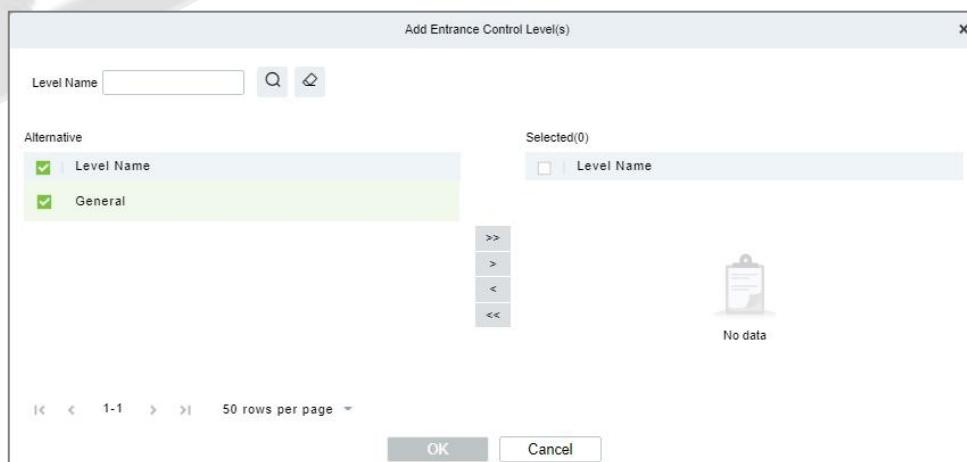 Add Entrance Control Level(s)
Level Name
Alternative
Level Name
General
Selected(0)
Level Name
>>
>
<
<<
No data
1-1
50 rows per page
OK
Cancel